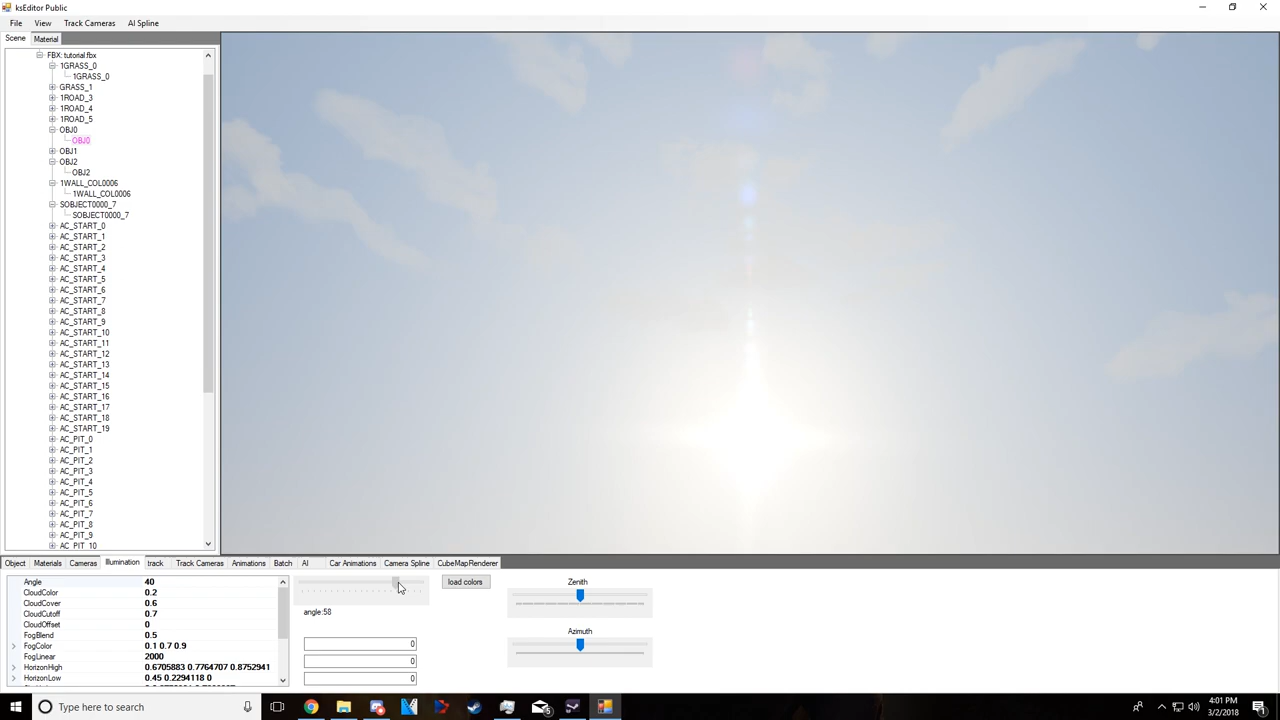 ksEditor Public
File View Track Cameras AI Spline
Scene Material
FBX: tutorial.fbx
1GRASS_0
1GRASS_0
GRASS_1
1ROAD_3
1ROAD_4
1ROAD_5
OBJ0
OBJ0
OBJ1
OBJ2
OBJ2
1WALL_COL0006
1WALL_COL0006
SOBJECT0000_7
SOBJECT0000_7
AC_START_0
AC_START_1
AC_START_2
AC_START_3
AC_START_4
AC_START_5
AC_START_6
AC_START_7
AC_START_8
AC_START_9
AC_START_10
AC_START_11
AC_START_12
AC_START_13
AC_START_14
AC_START_15
AC_START_16
AC_START_17
AC_START_18
AC_START_19
AC_PIT_0
AC_PIT_1
AC_PIT_2
AC_PIT_3
AC_PIT_4
AC_PIT_5
AC_PIT_6
AC_PIT_7
AC_PIT_8
AC_PIT_9
AC_PIT_10
Object Materials Cameras Illumination track Track Cameras Animations Batch AI Car Animations Camera Spline CubeMapRenderer
Angle 40
CloudColor 0.2
CloudCover 0.6
CloudCutoff 0.7
CloudOffset 0
FogBlend 0.5
FogColor 0.1 0.7 0.9
FogLinear 2000
HorizonHigh 0.6705883 0.7764707 0.8752941
HorizonLow 0.45 0.2294118 0
angle:58
0
0
0
load colors
Zenith
Azimuth
Type here to search
4:01 PM
3/2/2018